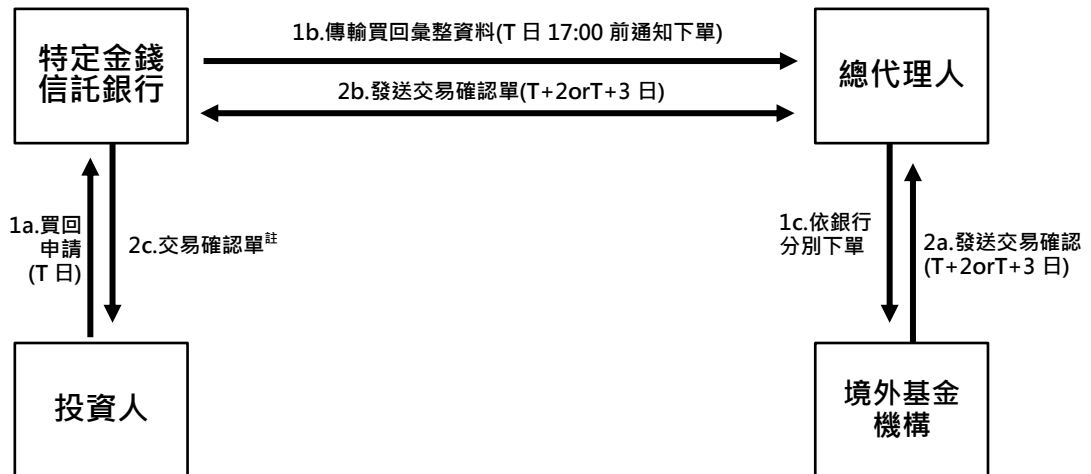 特定金錢
信託銀行
1b.傳輸買回彙整資料(T 日 17:00 前通知下單)
2b.發送交易確認單(T+2orT+3 日)
總代理人
1a.買回
申請
(T 日)
2c.交易確認單註
1c.依銀行
分別下單
2a.發送交易確認
(T+2orT+3 日)
投資人
境外基金
機構